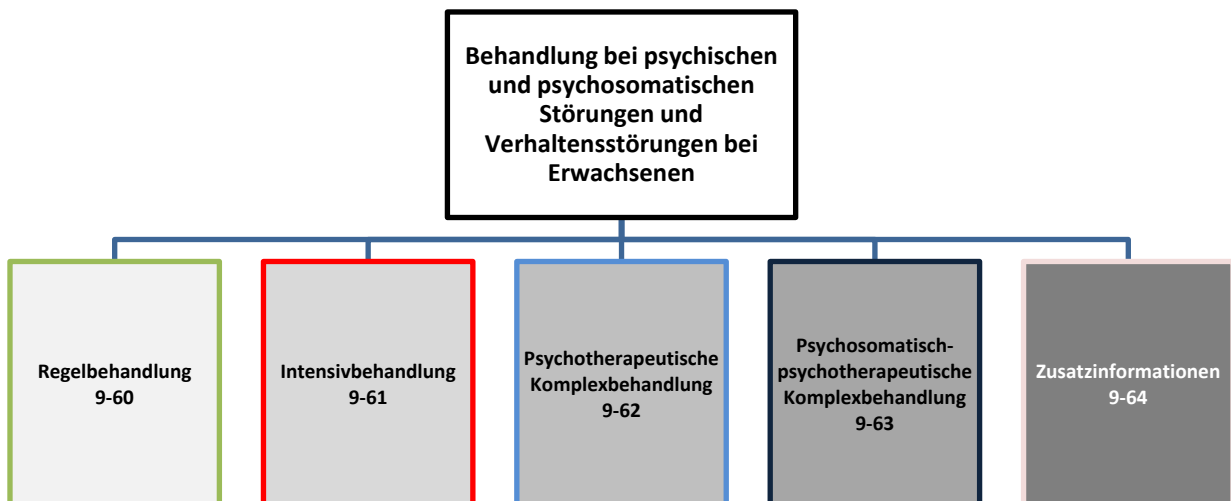 Behandlung bei psychischen
und psychosomatischen
Störungen und
Verhaltensstörungen bei
Erwachsenen
Regelbehandlung
9-60
Intensivbehandlung
9-61
Psychotherapeutische
Komplexbehandlung
9-62
Psychosomatisch-
psychotherapeutische
Komplexbehandlung
9-63
Zusatzinformationen
9-64